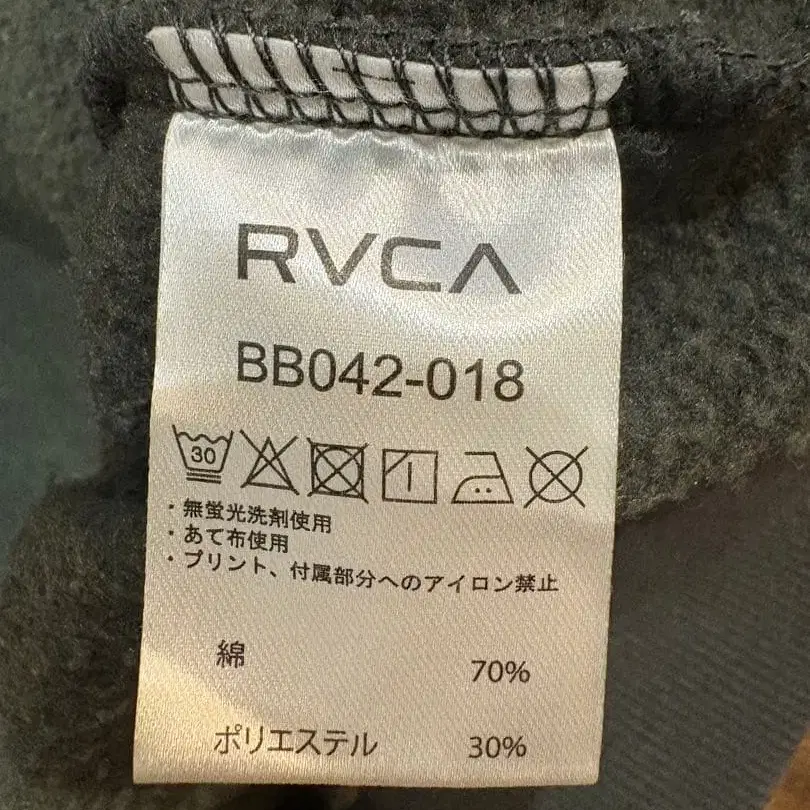 RVCA
BB042-018
30
・無蛍光洗剤使用
・あて布使用
・プリント、付属部分へのアイロン禁止
綿 70%
ポリエステル 30%